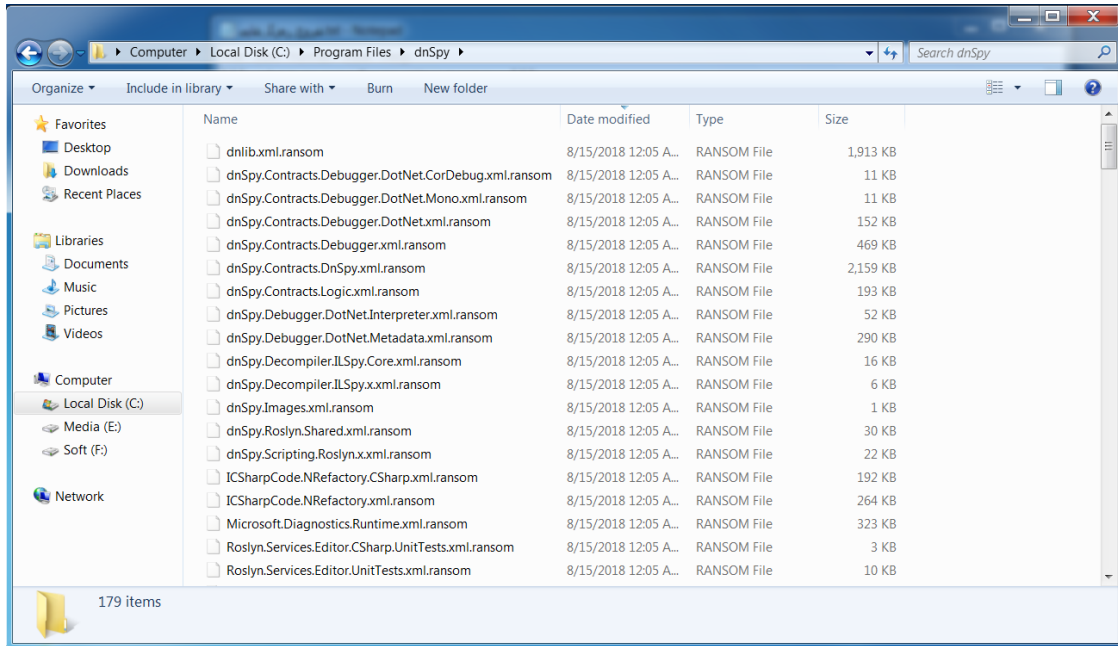 Computer Local Disk (C:) Program Files dnSpy Search dnSpy
Organize Include in library Share with Burn New folder
Favorites
Desktop
Downloads
Recent Places
Libraries
Documents
Music
Pictures
Videos
Computer
Local Disk (C:)
Media (E:)
Soft (F:)
Network
Name Date modified Type Size
dnlib.xml.ransom 8/15/2018 12:05 A... RANSOM File 1,913 KB
dnSpy.Contracts.Debugger.DotNet.CorDebug.xml.ransom 8/15/2018 12:05 A... RANSOM File 11 KB
dnSpy.Contracts.Debugger.DotNet.Mono.xml.ransom 8/15/2018 12:05 A... RANSOM File 11 KB
dnSpy.Contracts.Debugger.DotNet.xml.ransom 8/15/2018 12:05 A... RANSOM File 152 KB
dnSpy.Contracts.Debugger.xml.ransom 8/15/2018 12:05 A... RANSOM File 469 KB
dnSpy.Contracts.DnSpy.xml.ransom 8/15/2018 12:05 A... RANSOM File 2,159 KB
dnSpy.Contracts.Logic.xml.ransom 8/15/2018 12:05 A... RANSOM File 193 KB
dnSpy.Debugger.DotNet.Interpreter.xml.ransom 8/15/2018 12:05 A... RANSOM File 52 KB
dnSpy.Debugger.DotNet.Metadata.xml.ransom 8/15/2018 12:05 A... RANSOM File 290 KB
dnSpy.Decompiler.ILSpy.Core.xml.ransom 8/15/2018 12:05 A... RANSOM File 16 KB
dnSpy.Decompiler.ILSpy.x.xml.ransom 8/15/2018 12:05 A... RANSOM File 6 KB
dnSpy.Images.xml.ransom 8/15/2018 12:05 A... RANSOM File 1 KB
dnSpy.Roslyn.Shared.xml.ransom 8/15/2018 12:05 A... RANSOM File 30 KB
dnSpy.Scripting.Roslyn.x.xml.ransom 8/15/2018 12:05 A... RANSOM File 22 KB
ICSharpCode.NRefactory.CSharp.xml.ransom 8/15/2018 12:05 A... RANSOM File 192 KB
ICSharpCode.NRefactory.xml.ransom 8/15/2018 12:05 A... RANSOM File 264 KB
Microsoft.Diagnostics.Runtime.xml.ransom 8/15/2018 12:05 A... RANSOM File 323 KB
Roslyn.Services.Editor.CSharp.UnitTests.xml.ransom 8/15/2018 12:05 A... RANSOM File 3 KB
Roslyn.Services.Editor.UnitTests.xml.ransom 8/15/2018 12:05 A... RANSOM File 10 KB
179 items